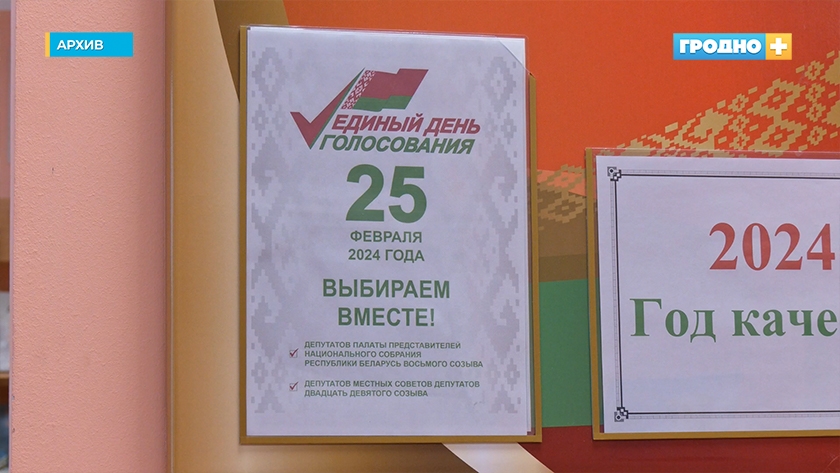 АРХИВ
ГРОДНО +
ЕДИНЫЙ ДЕНЬ
ГОЛОСОВАНИЯ
25
ФЕВРАЛЯ
2024 ГОДА
ВЫБИРАЕМ
ВМЕСТЕ!
ДЕПУТАТОВ ПАЛАТЫ ПРЕДСТАВИТЕЛЕЙ
НАЦИОНАЛЬНОГО СОБРАНИЯ
РЕСПУБЛИКИ БЕЛАРУСЬ ВОСЬМОГО СОЗЫВА
ДЕПУТАТОВ МЕСТНЫХ СОВЕТОВ ДЕПУТАТОВ
ДВАДЦАТЬ ДЕВЯТОГО СОЗЫВА
2024
Год каче